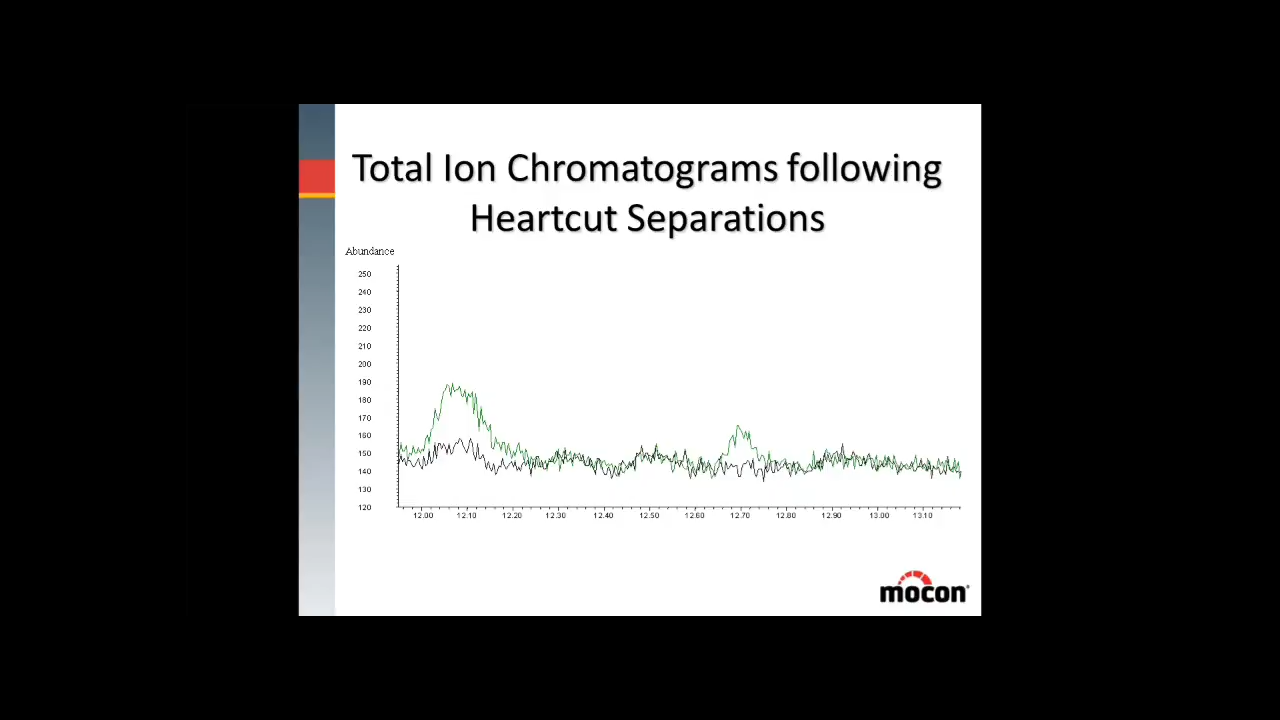 Total Ion Chromatograms following
Heartcut Separations
Abundance
250
240
230
220
210
200
190
180
170
160
150
140
130
120
12.00 12.10 12.20 12.30 12.40 12.50 12.60 12.70 12.80 12.90 13.00 13.10
mocon®